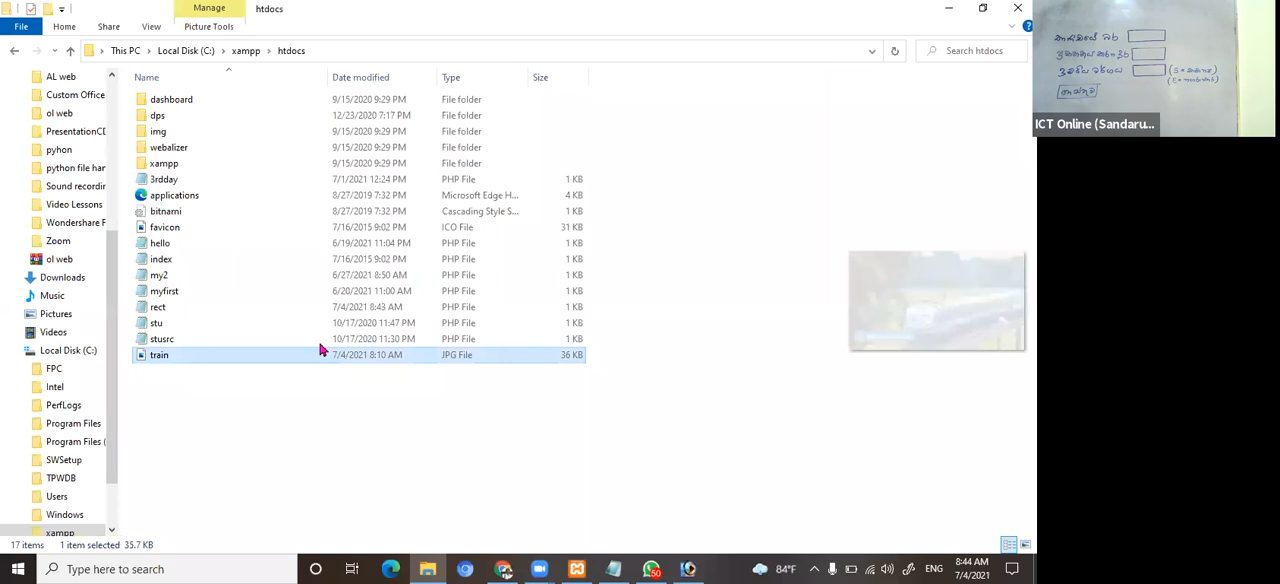 Manage
htdocs
File
Home
Share
View
Picture Tools
This PC
Local Disk (C:)
xampp
htdocs
Search htdocs
AL web
Custom Office
ol web
PresentationCD
pyhon
python file har
Sound recordin
Video Lessons
Wondershare F
Zoom
ol web
Downloads
Music
Pictures
Videos
Local Disk (C:)
FPC
Intel
PerfLogs
Program Files
Program Files (
SWSetup
TPWDB
Users
Windows
xampp
Name Date modified Type Size
dashboard 9/15/2020 9:29 PM File folder
dps 12/23/2020 7:17 PM File folder
img 9/15/2020 9:29 PM File folder
webalizer 9/15/2020 9:29 PM File folder
xampp 9/15/2020 9:29 PM File folder
3rdday 7/1/2021 12:24 PM PHP File 1 KB
applications 8/27/2019 7:32 PM Microsoft Edge H... 4 KB
bitnami 8/27/2019 7:32 PM Cascading Style S... 1 KB
favicon 7/16/2015 9:02 PM ICO File 31 KB
hello 6/19/2021 11:04 PM PHP File 1 KB
index 7/16/2015 9:02 PM PHP File 1 KB
my2 6/27/2021 8:50 AM PHP File 1 KB
myfirst 6/20/2021 11:00 AM PHP File 1 KB
rect 7/4/2021 8:43 AM PHP File 1 KB
stu 10/17/2020 11:47 PM PHP File 1 KB
stusrc 10/17/2020 11:30 PM PHP File 1 KB
train 7/4/2021 8:10 AM JPG File 36 KB
17 items 1 item selected 35.7 KB
ICT Online (Sandaru...
Type here to search
50
84°F
ENG
8:44 AM
7/4/2021